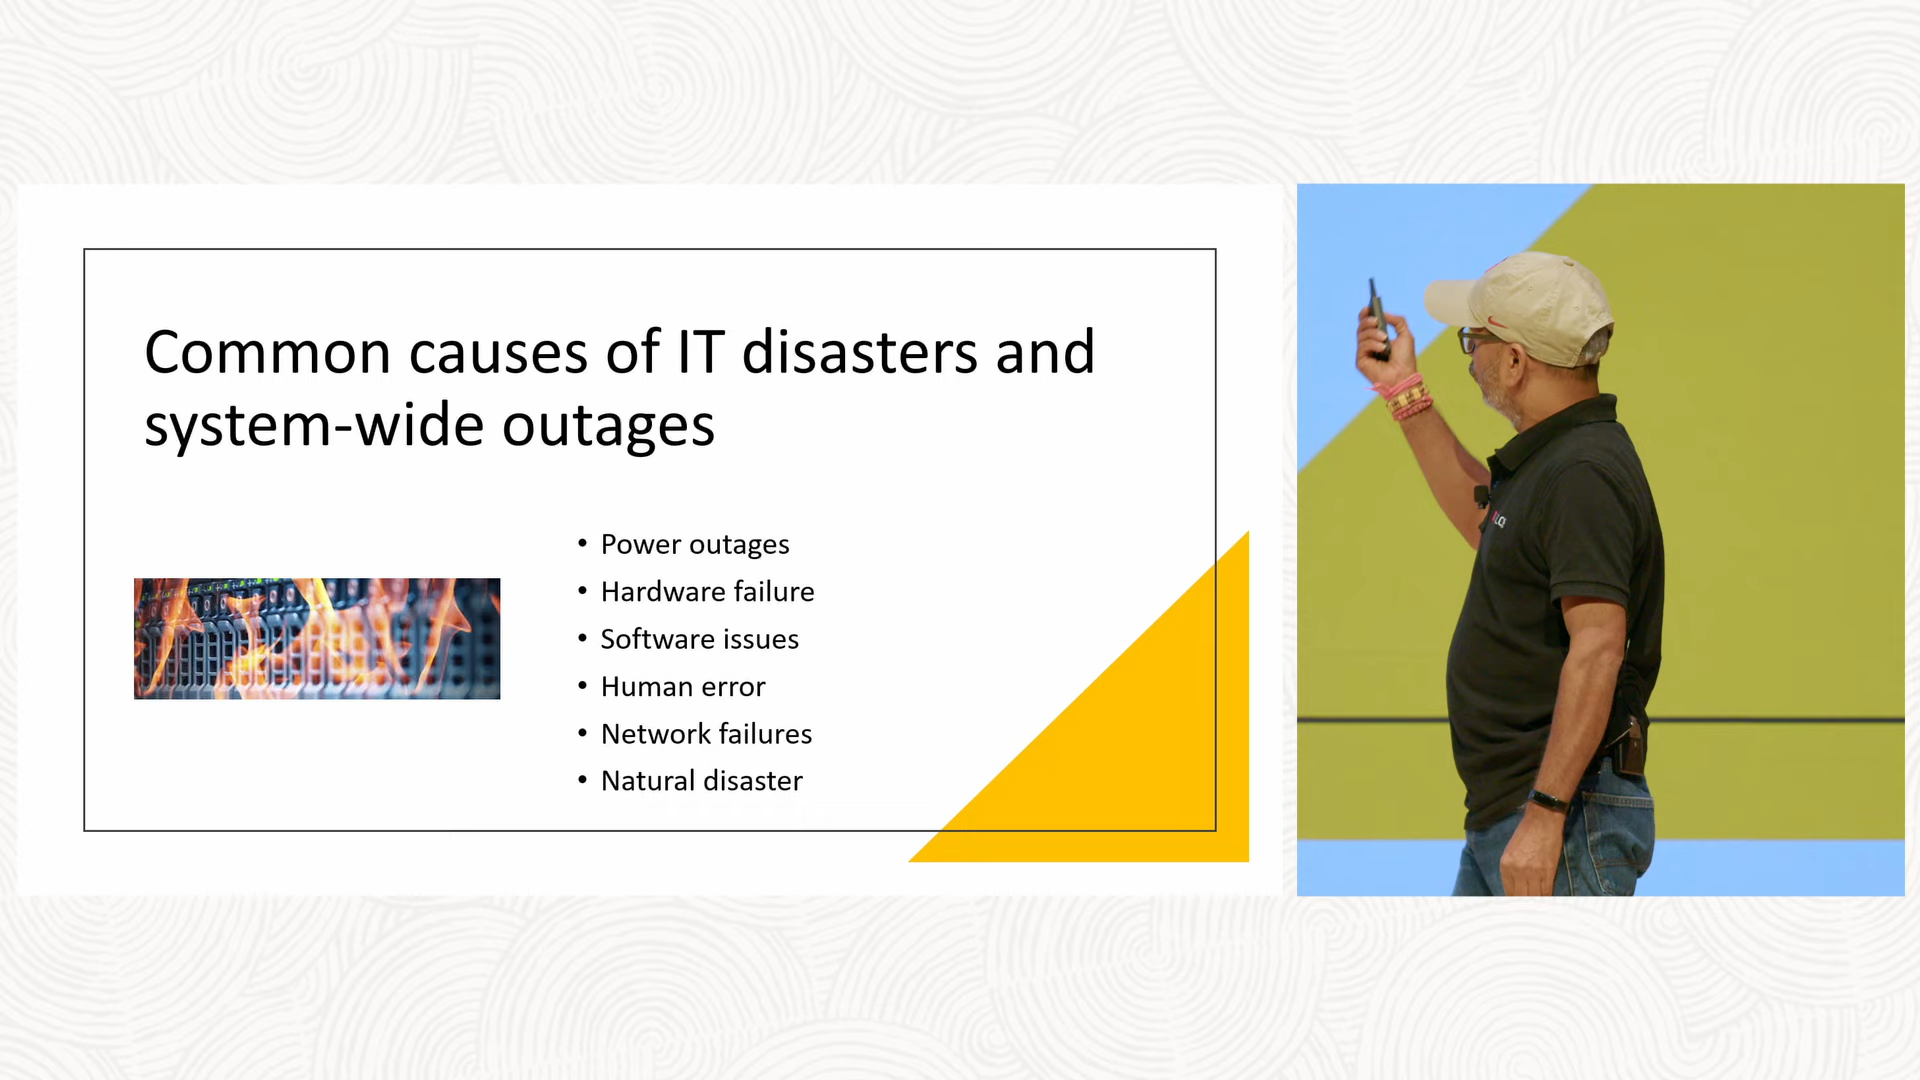 Common causes of IT disasters and
system-wide outages
• Power outages
• Hardware failure
• Software issues
• Human error
• Network failures
• Natural disaster